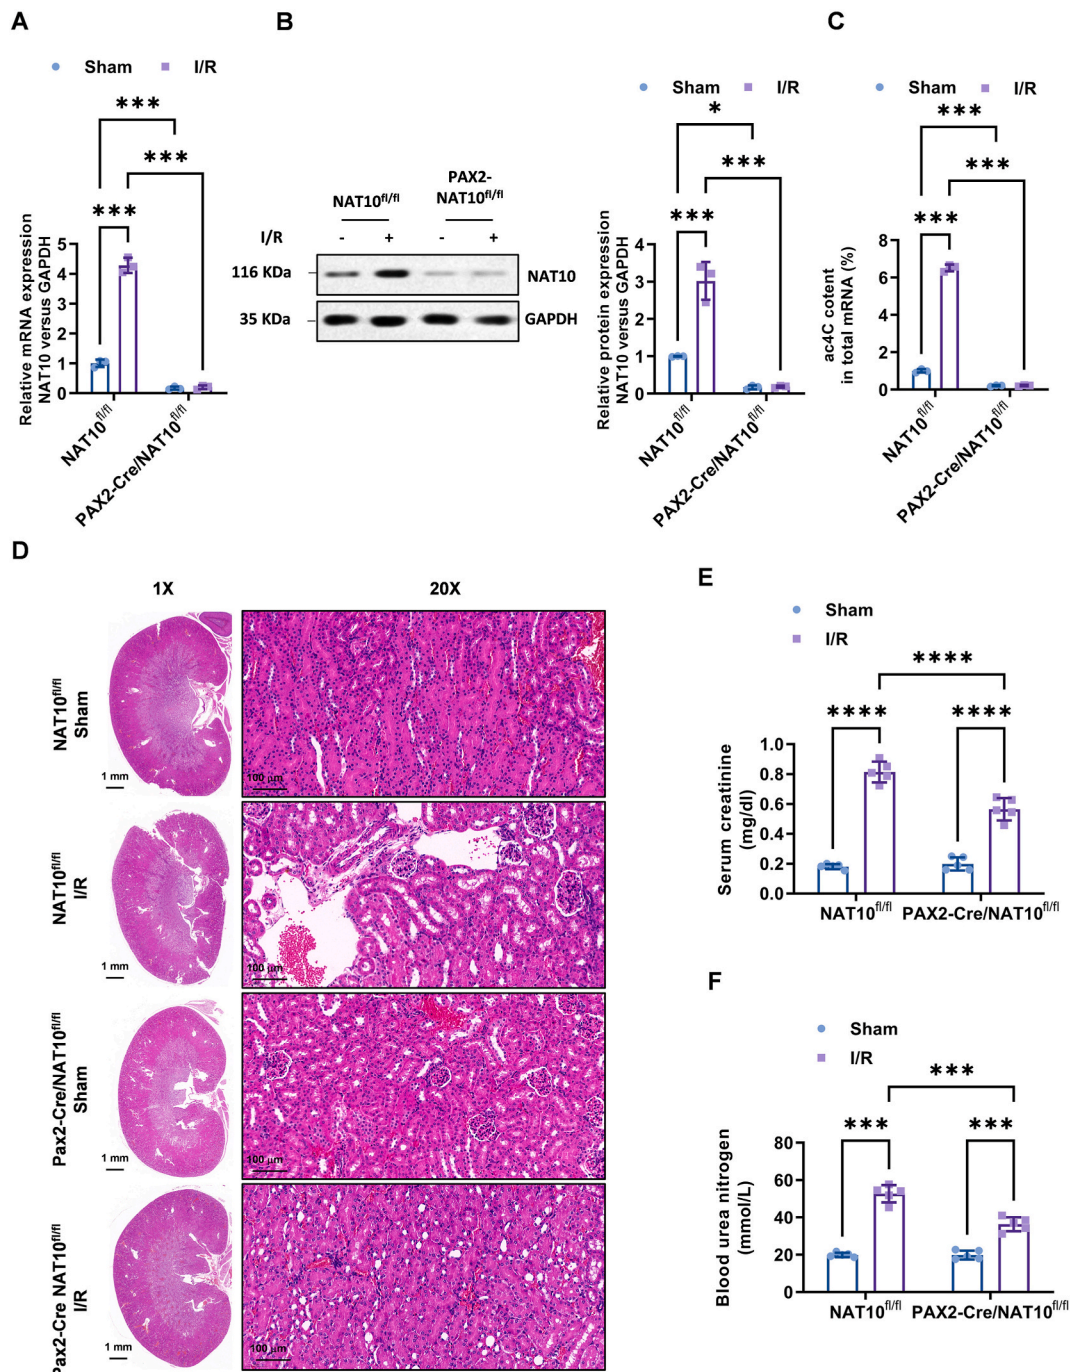 A
Sham I/R
***
***
***
Relative mRNA expression
NAT10 versus GAPDH
5
4
3
2
1
0
NAT10fl/fl
PAX2-Cre/NAT10fl/fl
B
NAT10fl/fl
PAX2-
NAT10fl/fl
I/R - + - +
116 KDa NAT10
35 KDa GAPDH
Sham I/R
*
***
***
Relative protein expression
NAT10 versus GAPDH
4
3
2
1
0
NAT10fl/fl
PAX2-Cre/NAT10fl/fl
C
Sham I/R
***
***
***
ac4C cotent
in total mRNA (%)
8
6
4
2
0
NAT10fl/fl
PAX2-Cre/NAT10fl/fl
D
1X 20X
NAT10fl/fl
Sham
1 mm
100 μm
NAT10fl/fl
I/R
1 mm
100 μm
Pax2-Cre/NAT10fl/fl
Sham
1 mm
100 μm
Pax2-Cre NAT10fl/fl
I/R
1 mm
100 μm
E
Sham
I/R
****
**** ****
Serum creatinine
(mg/dl)
1.0
0.8
0.6
0.4
0.2
0.0
NAT10fl/fl PAX2-Cre/NAT10fl/fl
F
Sham
I/R
***
*** ***
Blood urea nitrogen
(mmol/L)
80
60
40
20
0
NAT10fl/fl PAX2-Cre/NAT10fl/fl